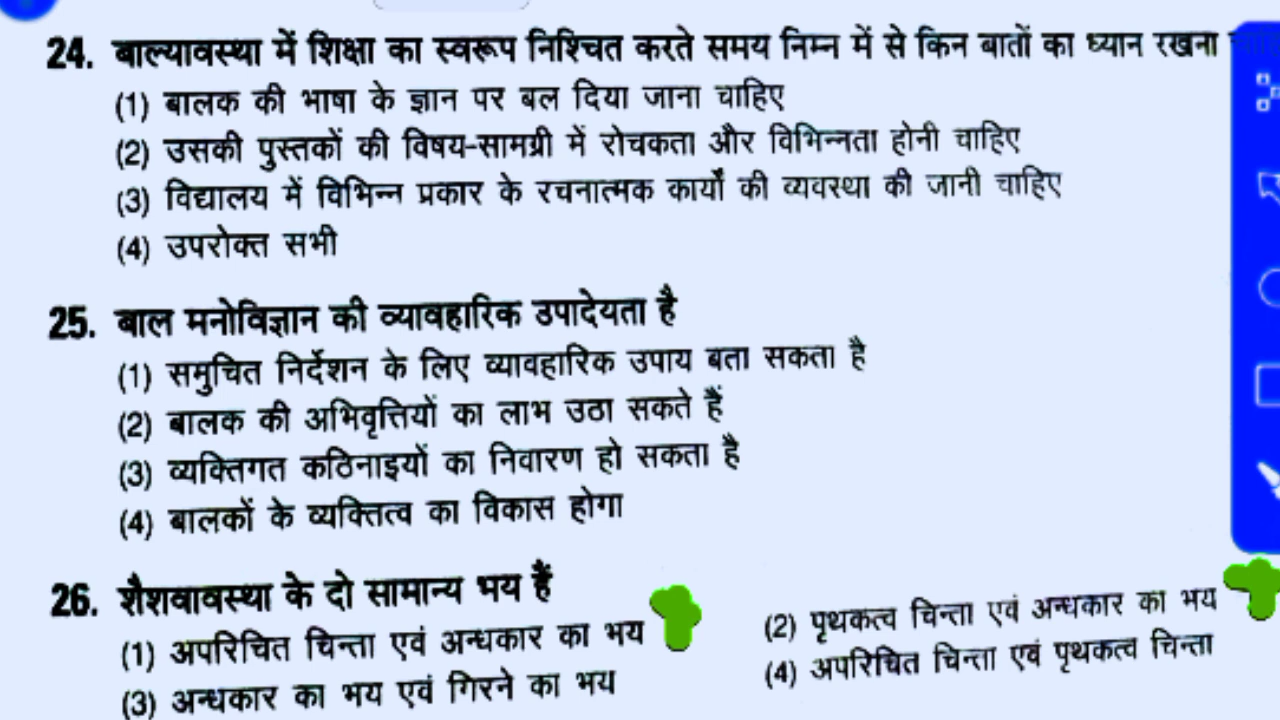 24. बाल्यावस्था में शिक्षा का स्वरूप निश्चित करते समय निम्न में से किन बातों का ध्यान रखना
(1) बालक की भाषा के ज्ञान पर बल दिया जाना चाहिए
(2) उसकी पुस्तकों की विषय-सामग्री में रोचकता और विभिन्नता होनी चाहिए
(3) विद्यालय में विभिन्न प्रकार के रचनात्मक कार्यों की व्यवस्था की जानी चाहिए
(4) उपरोक्त सभी
25. बाल मनोविज्ञान की व्यावहारिक उपादेयता है
(1) समुचित निर्देशन के लिए व्यावहारिक उपाय बता सकता है
(2) बालक की अभिवृत्तियों का लाभ उठा सकते हैं
(3) व्यक्तिगत कठिनाइयों का निवारण हो सकता है
(4) बालकों के व्यक्तित्व का विकास होगा
26. शैशवावस्था के दो सामान्य भय हैं
(1) अपरिचित चिन्ता एवं अन्धकार का भय
(2) पृथकत्व चिन्ता एवं अन्धकार का भय
(3) अन्धकार का भय एवं गिरने का भय
(4) अपरिचित चिन्ता एवं पृथकत्व चिन्ता